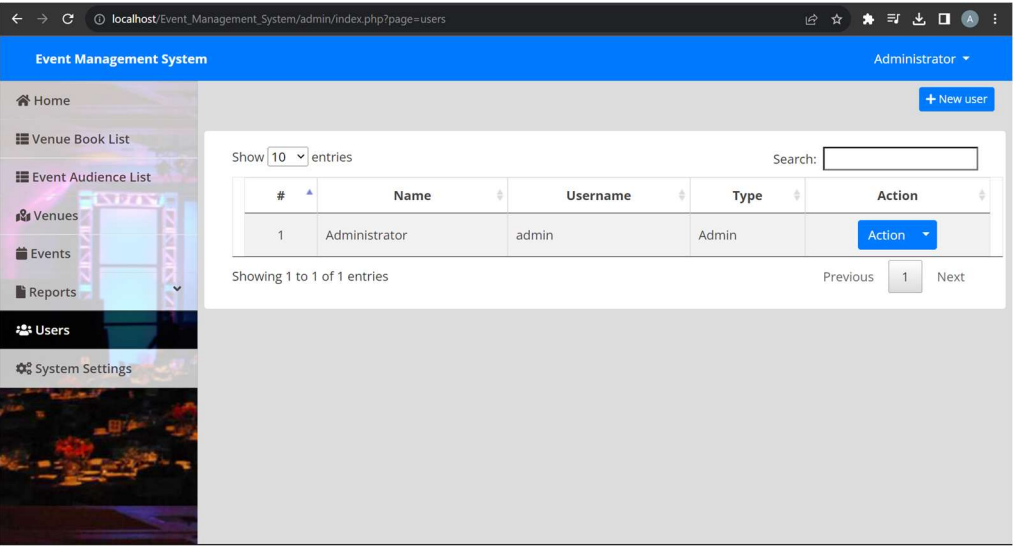 localhost/Event_Management_System/admin/index.php?page=users
A
Event Management System
Administrator
Home
Venue Book List
Event Audience List
Venues
Events
Reports
Users
System Settings
+ New user
Show 10 entries
Search:
# Name Username Type Action
1 Administrator admin Admin Action
Showing 1 to 1 of 1 entries
Previous 1 Next